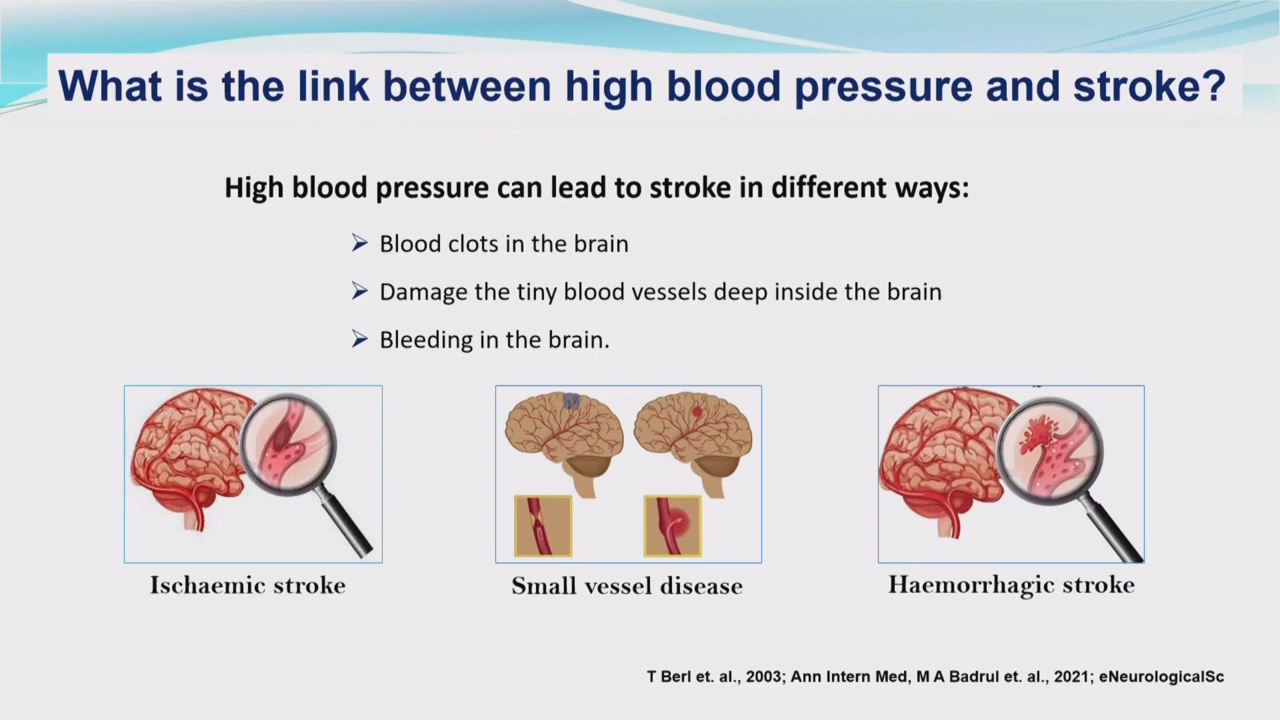 What is the link between high blood pressure and stroke?
High blood pressure can lead to stroke in different ways:
Blood clots in the brain
Damage the tiny blood vessels deep inside the brain
Bleeding in the brain.
Ischaemic stroke
Small vessel disease
Haemorrhagic stroke
T Berl et. al., 2003; Ann Intern Med, M A Badrul et. al., 2021; eNeurologicalSc